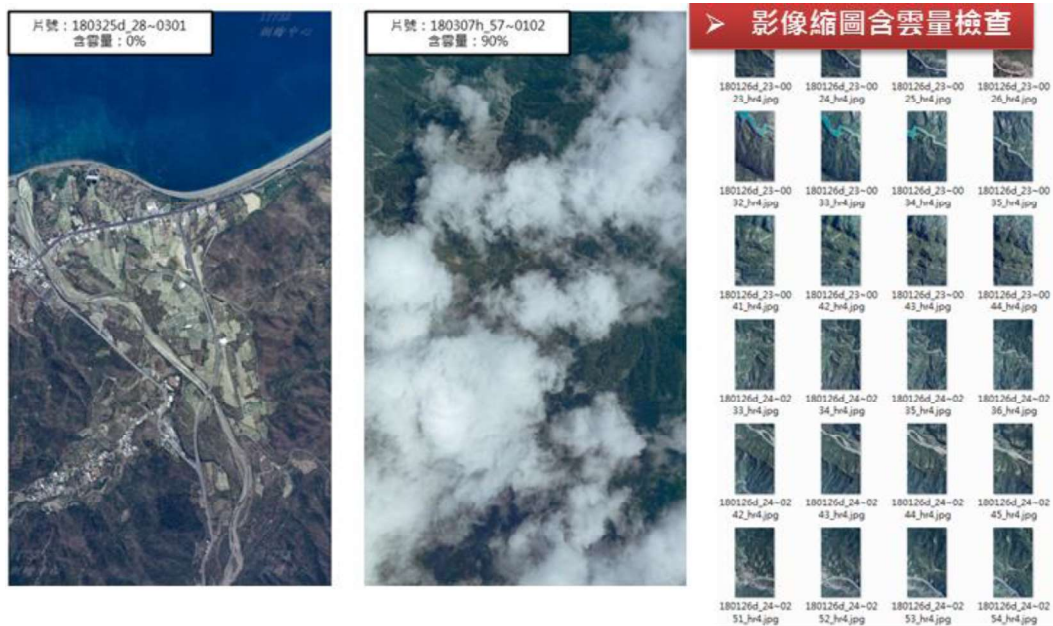 片號：180325d_28~0301
含雲量：0%
片號：180307h_57~0102
含雲量：90%
➢ 影像縮圖含雲量檢查
180126d_23~00
23_hr4.jpg
180126d_23~00
24_hr4.jpg
180126d_23~00
25_hr4.jpg
180126d_23~00
26_hr4.jpg
180126d_23~00
32_hr4.jpg
180126d_23~00
33_hr4.jpg
180126d_23~00
34_hr4.jpg
180126d_23~00
35_hr4.jpg
180126d_23~00
41_hr4.jpg
180126d_23~00
42_hr4.jpg
180126d_23~00
43_hr4.jpg
180126d_23~00
44_hr4.jpg
180126d_24~02
33_hr4.jpg
180126d_24~02
34_hr4.jpg
180126d_24~02
35_hr4.jpg
180126d_24~02
36_hr4.jpg
180126d_24~02
42_hr4.jpg
180126d_24~02
43_hr4.jpg
180126d_24~02
44_hr4.jpg
180126d_24~02
45_hr4.jpg
180126d_24~02
51_hr4.jpg
180126d_24~02
52_hr4.jpg
180126d_24~02
53_hr4.jpg
180126d_24~02
54_hr4.jpg